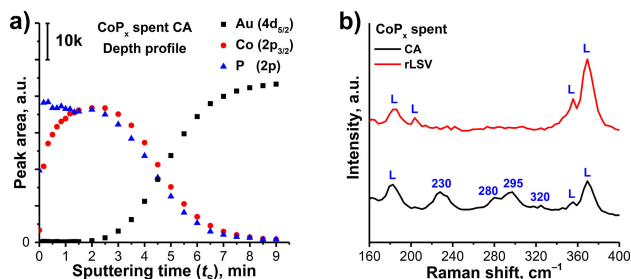 a)
10k
CoPₓ spent CA
Depth profile
Au (4d₅/₂)
Co (2p₃/₂)
P (2p)
Peak area, a.u.
0 1 2 3 4 5 6 7 8 9
Sputtering time (tₛ), min
b)
CoPₓ spent
CA
rLSV
L
L
L
L
L
230
280
295
320
L
L
Intensity, a.u.
160 200 240 280 320 360 400
Raman shift, cm⁻¹